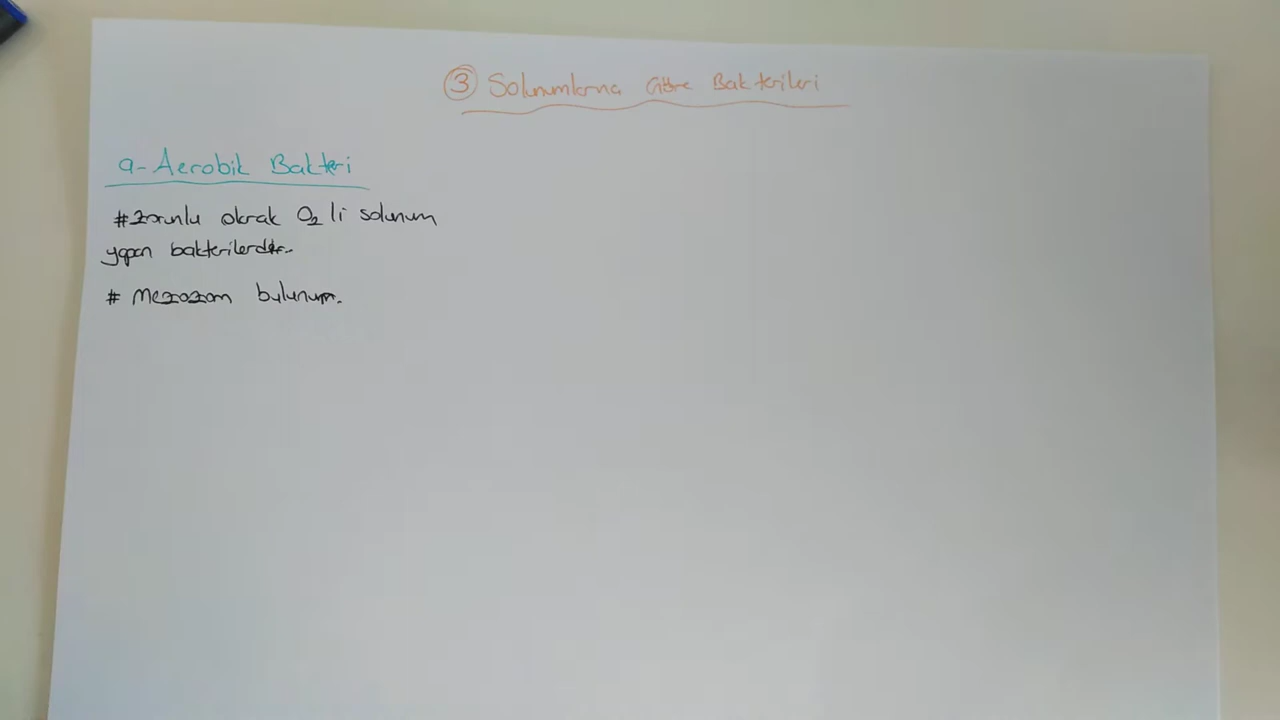 ③ Solunumlarına Göre Bakterileri
a- Aerobik Bakteri
# Zorunlu olarak O₂ li solunum
yapan bakterilerdir.
# Mezozom bulunur.